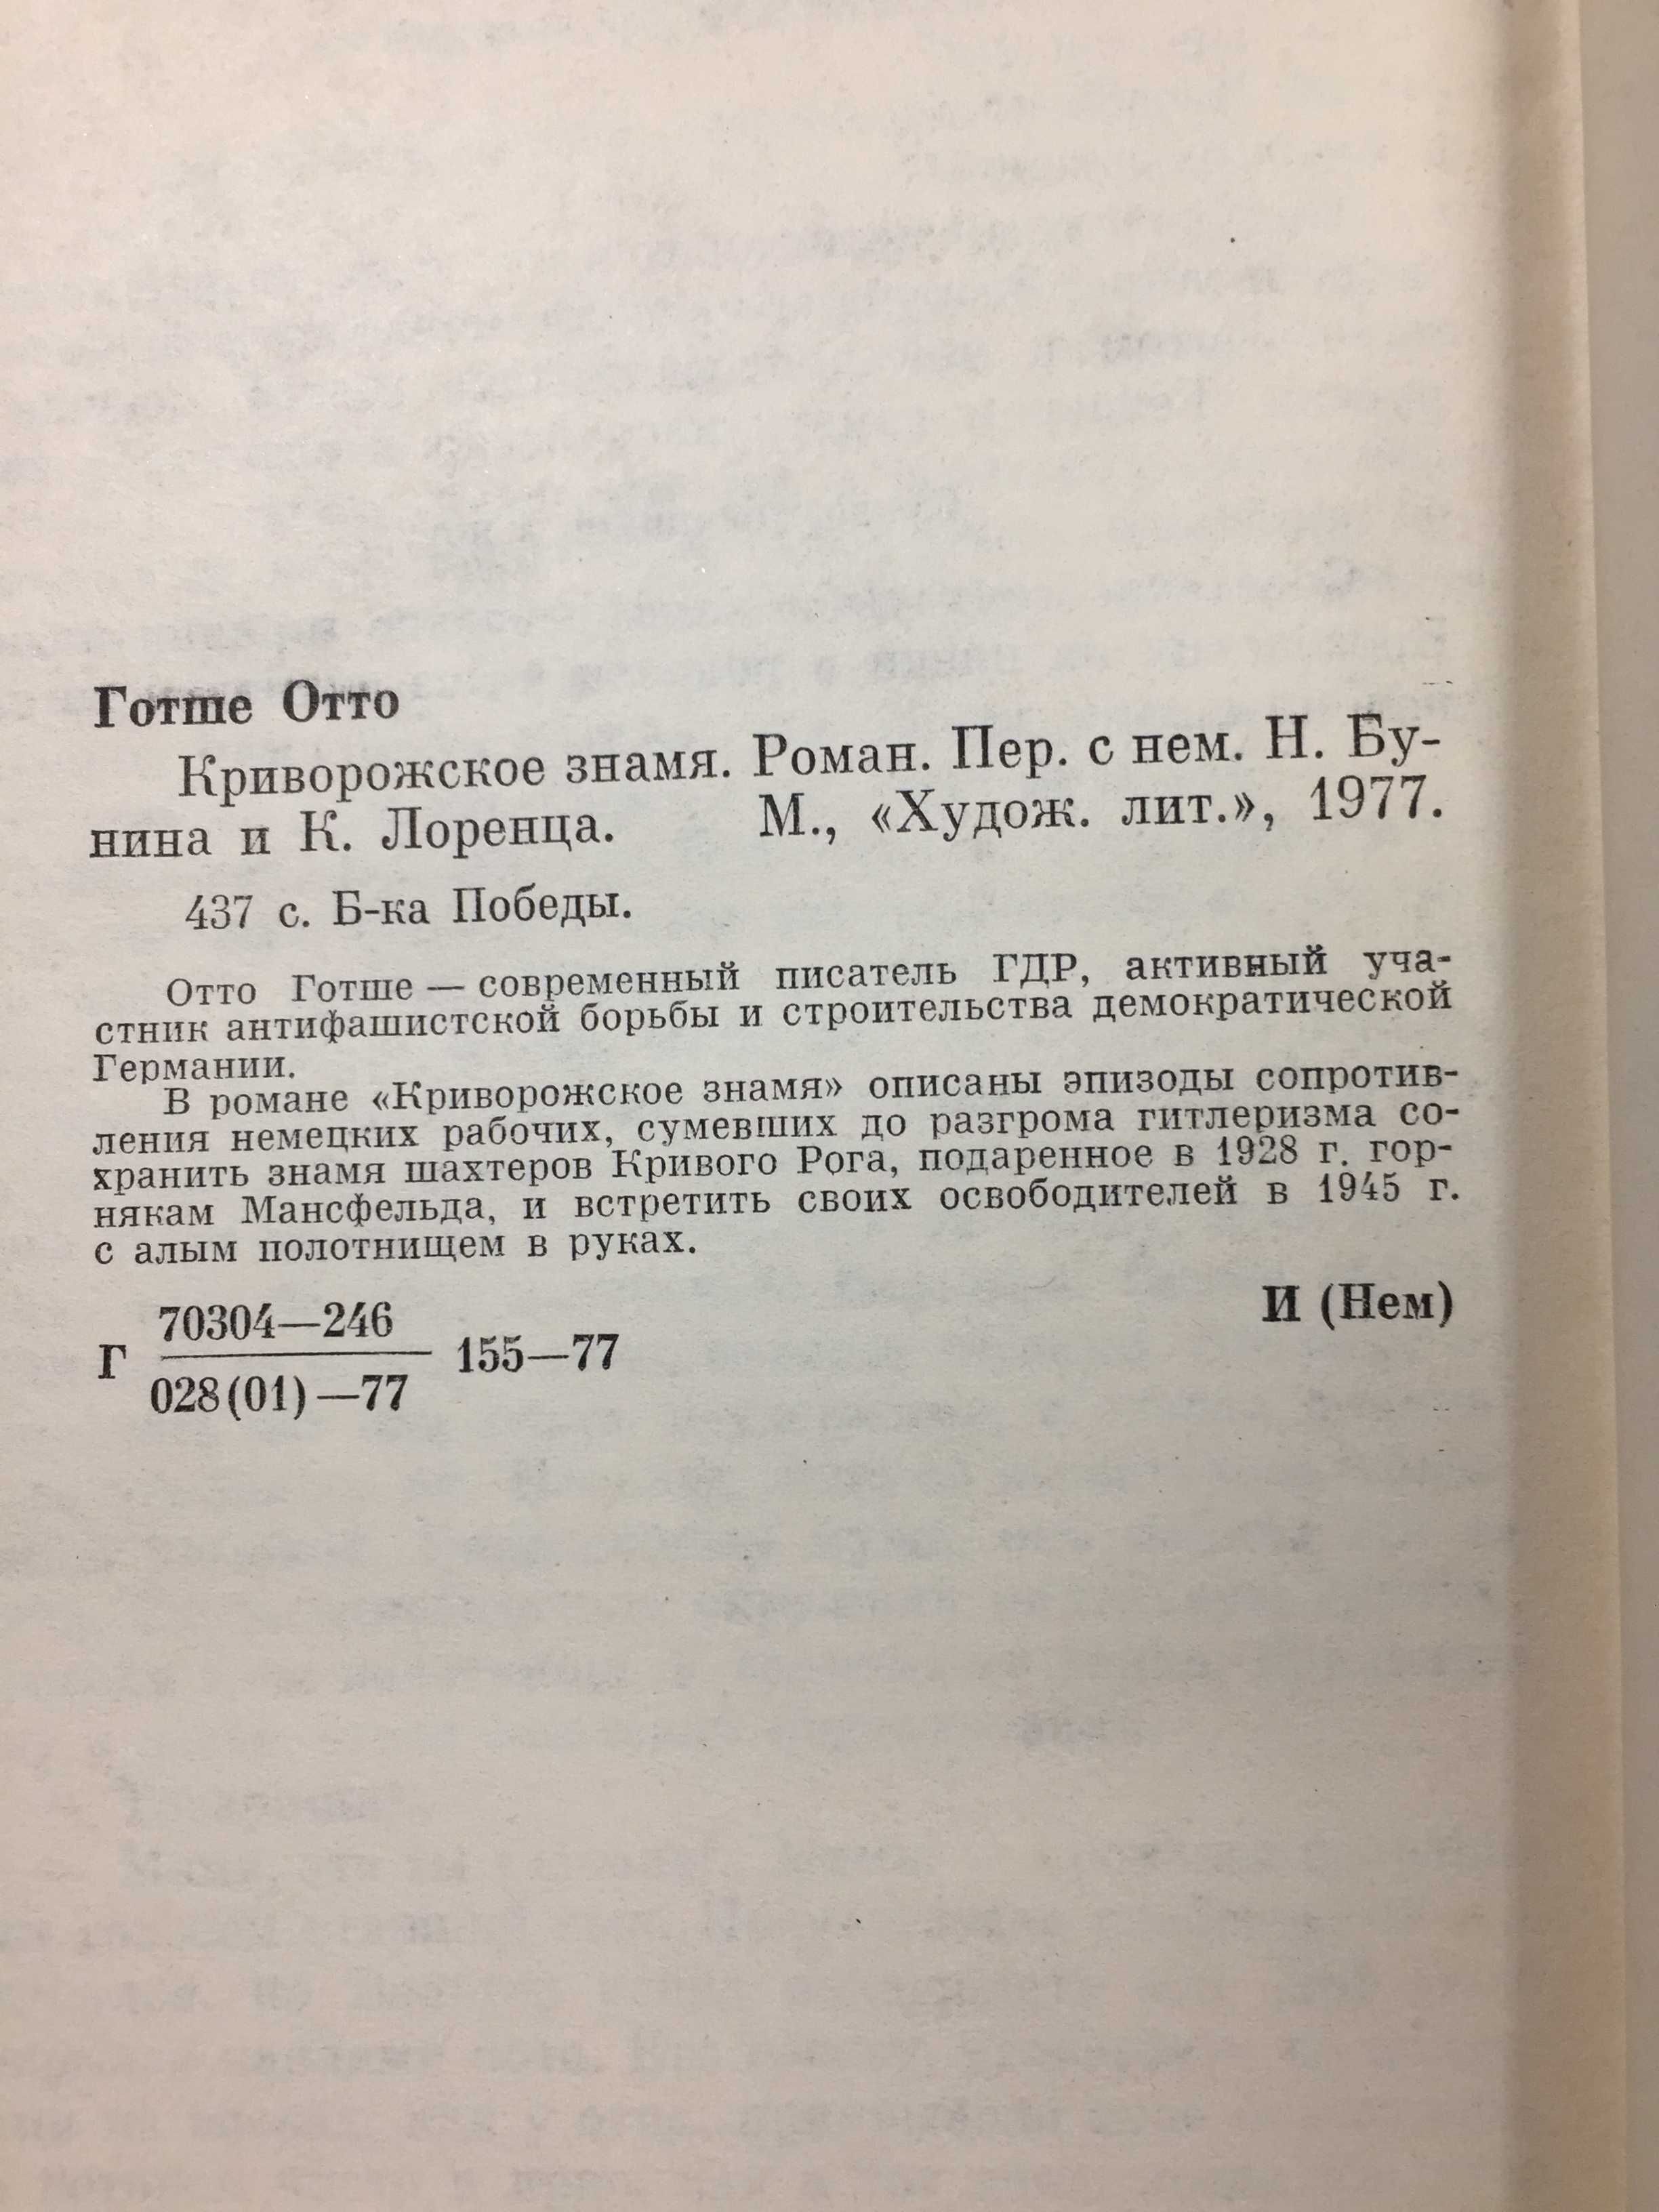 Готше Отто
Криворожское знамя. Роман. Пер. с нем. Н. Бу-
нина и К. Лоренца. М., «Худож. лит.», 1977.
437 с. Б-ка Победы.
Отто Готше — современный писатель ГДР, активный уча-
стник антифашистской борьбы и строительства демократической
Германии.
В романе «Криворожское знамя» описаны эпизоды сопротив-
ления немецких рабочих, сумевших до разгрома гитлеризма со-
хранить знамя шахтеров Кривого Рога, подаренное в 1928 г. гор-
някам Мансфельда, и встретить своих освободителей в 1945 г.
с алым полотнищем в руках.
И (Нем)
70304—246
Г 155—77
028(01)—77